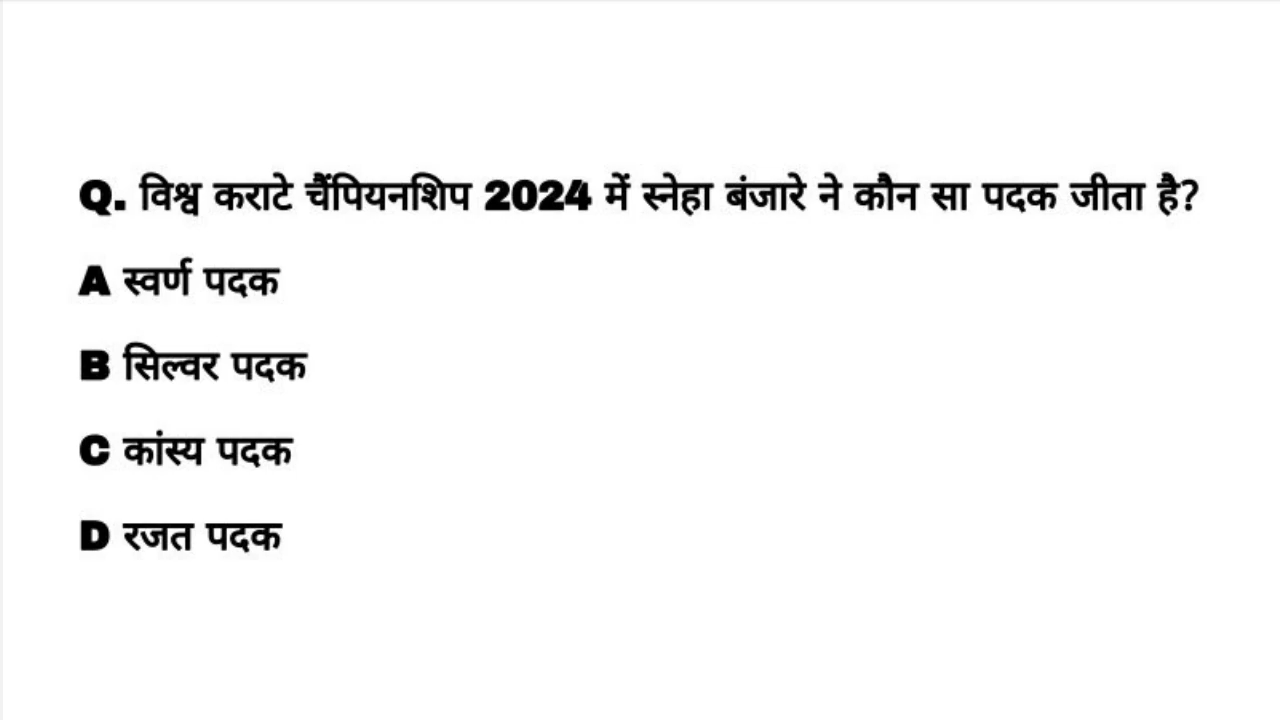 Q. विश्व कराटे चैंपियनशिप 2024 में स्नेहा बंजारे ने कौन सा पदक जीता है?
A स्वर्ण पदक
B सिल्वर पदक
C कांस्य पदक
D रजत पदक